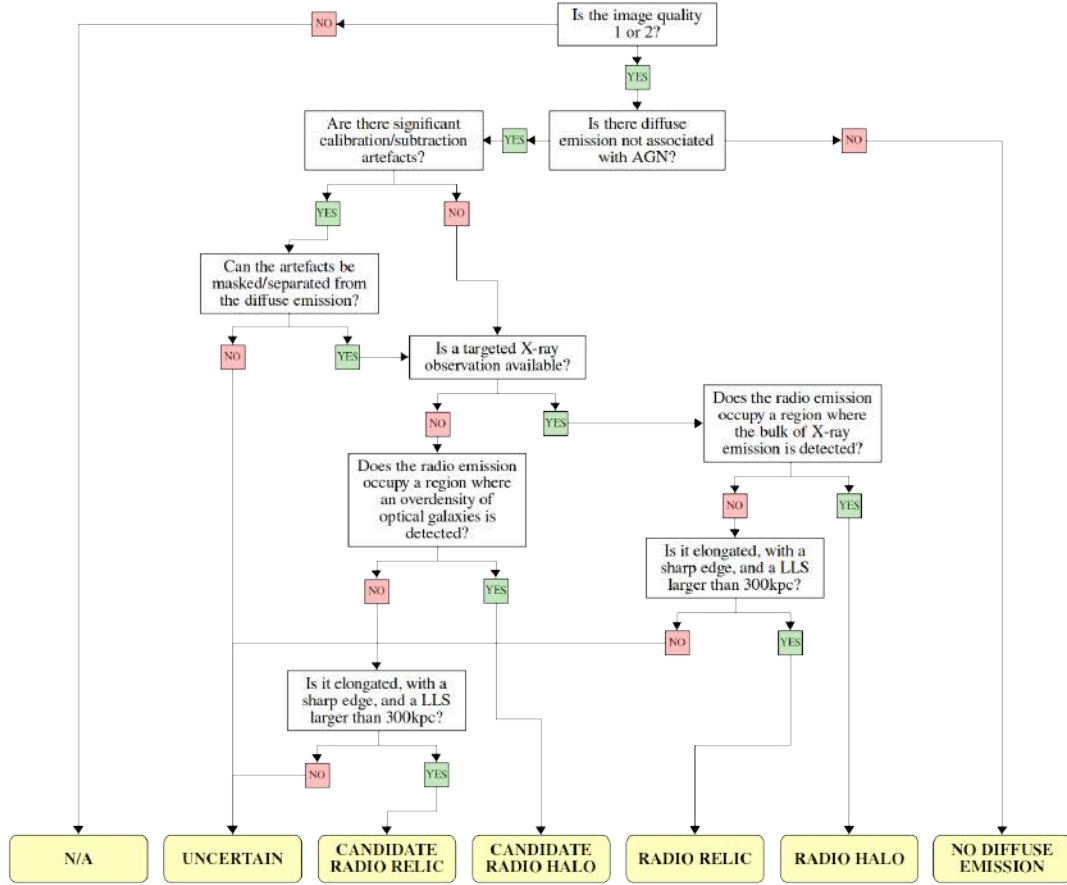 Is the image quality
1 or 2?
NO
YES
Are there significant
calibration/subtraction
artefacts?
YES
Is there diffuse
emission not associated
with AGN?
NO
YES
NO
Can the artefacts be
masked/separated from
the diffuse emission?
NO
YES
Is a targeted X-ray
observation available?
NO
YES
Does the radio emission
occupy a region where
the bulk of X-ray
emission is detected?
Does the radio emission
occupy a region where
an overdensity of
optical galaxies is
detected?
NO
YES
Is it elongated, with a
sharp edge, and a LLS
larger than 300kpc?
NO
YES
NO
YES
Is it elongated, with a
sharp edge, and a LLS
larger than 300kpc?
NO
YES
N/A
UNCERTAIN
CANDIDATE
RADIO RELIC
CANDIDATE
RADIO HALO
RADIO RELIC
RADIO HALO
NO DIFFUSE
EMISSION